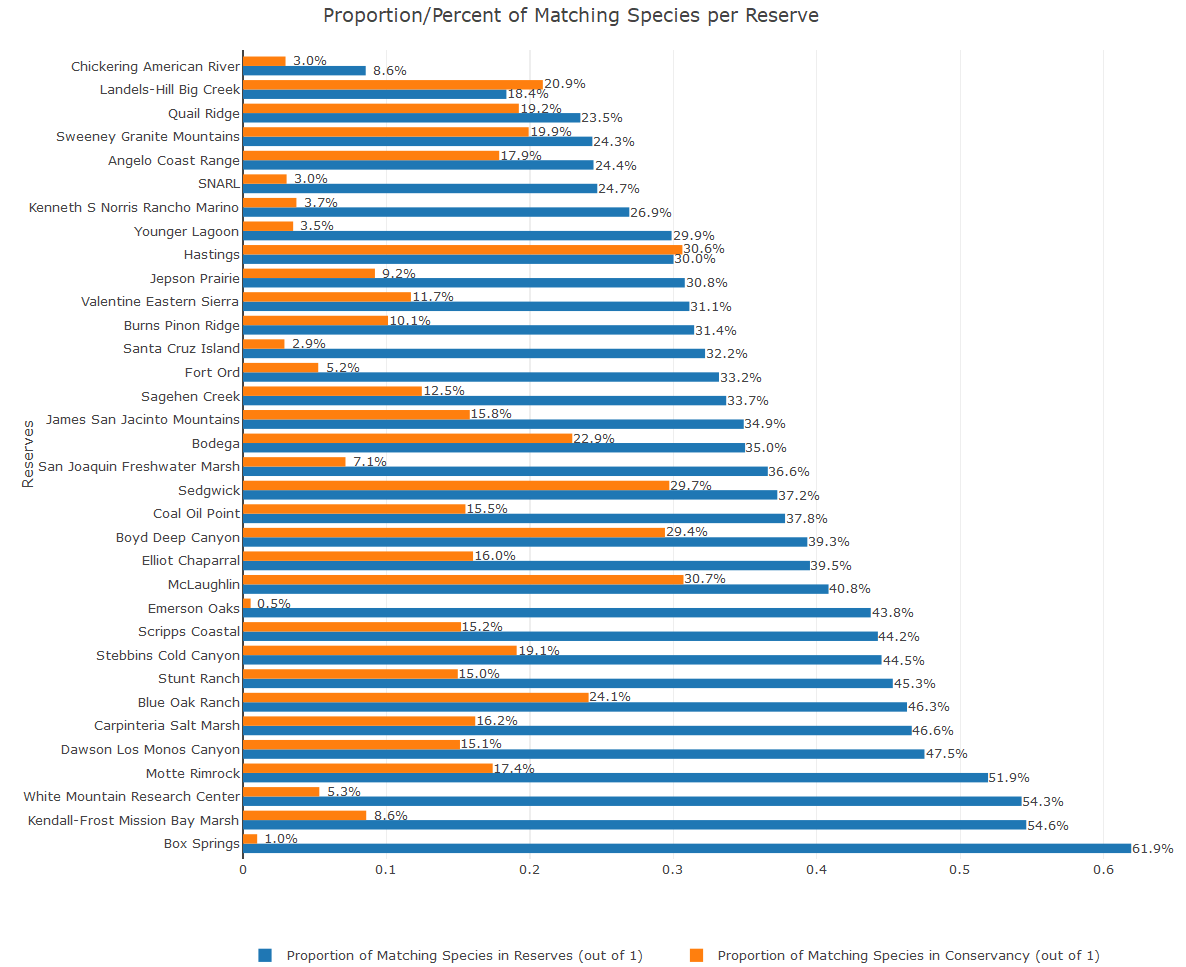 Proportion/Percent of Matching Species per Reserve
Reserves
Chickering American River 3.0% 8.6%
Landels-Hill Big Creek 20.9% 18.4%
Quail Ridge 19.2% 23.5%
Sweeney Granite Mountains 19.9% 24.3%
Angelo Coast Range 17.9% 24.4%
SNARL 3.0% 24.7%
Kenneth S Norris Rancho Marino 3.7% 26.9%
Younger Lagoon 3.5% 29.9%
Hastings 30.6% 30.0%
Jepson Prairie 9.2% 30.8%
Valentine Eastern Sierra 11.7% 31.1%
Burns Pinon Ridge 10.1% 31.4%
Santa Cruz Island 2.9% 32.2%
Fort Ord 5.2% 33.2%
Sagehen Creek 12.5% 33.7%
James San Jacinto Mountains 15.8% 34.9%
Bodega 22.9% 35.0%
San Joaquin Freshwater Marsh 7.1% 36.6%
Sedgwick 29.7% 37.2%
Coal Oil Point 15.5% 37.8%
Boyd Deep Canyon 29.4% 39.3%
Elliot Chaparral 16.0% 39.5%
McLaughlin 30.7% 40.8%
Emerson Oaks 0.5% 43.8%
Scripps Coastal 15.2% 44.2%
Stebbins Cold Canyon 19.1% 44.5%
Stunt Ranch 15.0% 45.3%
Blue Oak Ranch 24.1% 46.3%
Carpinteria Salt Marsh 16.2% 46.6%
Dawson Los Monos Canyon 15.1% 47.5%
Motte Rimrock 17.4% 51.9%
White Mountain Research Center 5.3% 54.3%
Kendall-Frost Mission Bay Marsh 8.6% 54.6%
Box Springs 1.0% 61.9%
0 0.1 0.2 0.3 0.4 0.5 0.6
Proportion of Matching Species in Reserves (out of 1) Proportion of Matching Species in Conservancy (out of 1)